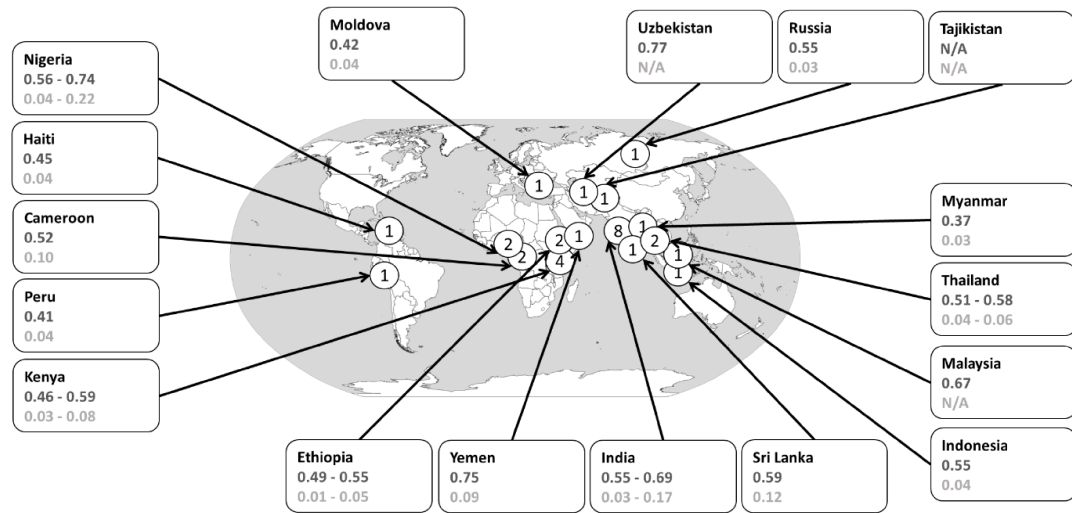 Moldova
0.42
0.04
Uzbekistan
0.77
N/A
Russia
0.55
0.03
Tajikistan
N/A
N/A
Nigeria
0.56 - 0.74
0.04 - 0.22
Haiti
0.45
0.04
Cameroon
0.52
0.10
Peru
0.41
0.04
Kenya
0.46 - 0.59
0.03 - 0.08
1
1
1
1
1
2
2
2
4
1
8
1
1
2
1
1
1
Myanmar
0.37
0.03
Thailand
0.51 - 0.58
0.04 - 0.06
Malaysia
0.67
N/A
Indonesia
0.55
0.04
Ethiopia
0.49 - 0.55
0.01 - 0.05
Yemen
0.75
0.09
India
0.55 - 0.69
0.03 - 0.17
Sri Lanka
0.59
0.12